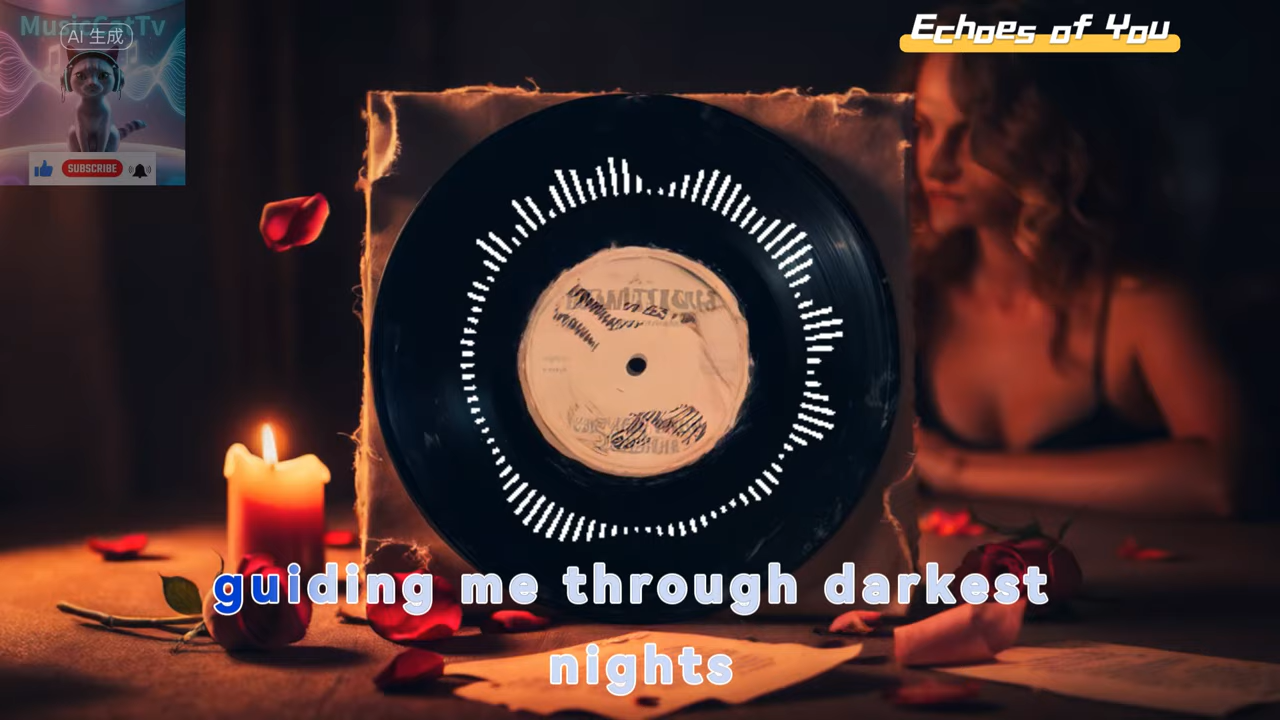 MusicCatTv
AI 生成
SUBSCRIBE
Echoes of You
guiding me through darkest
nights